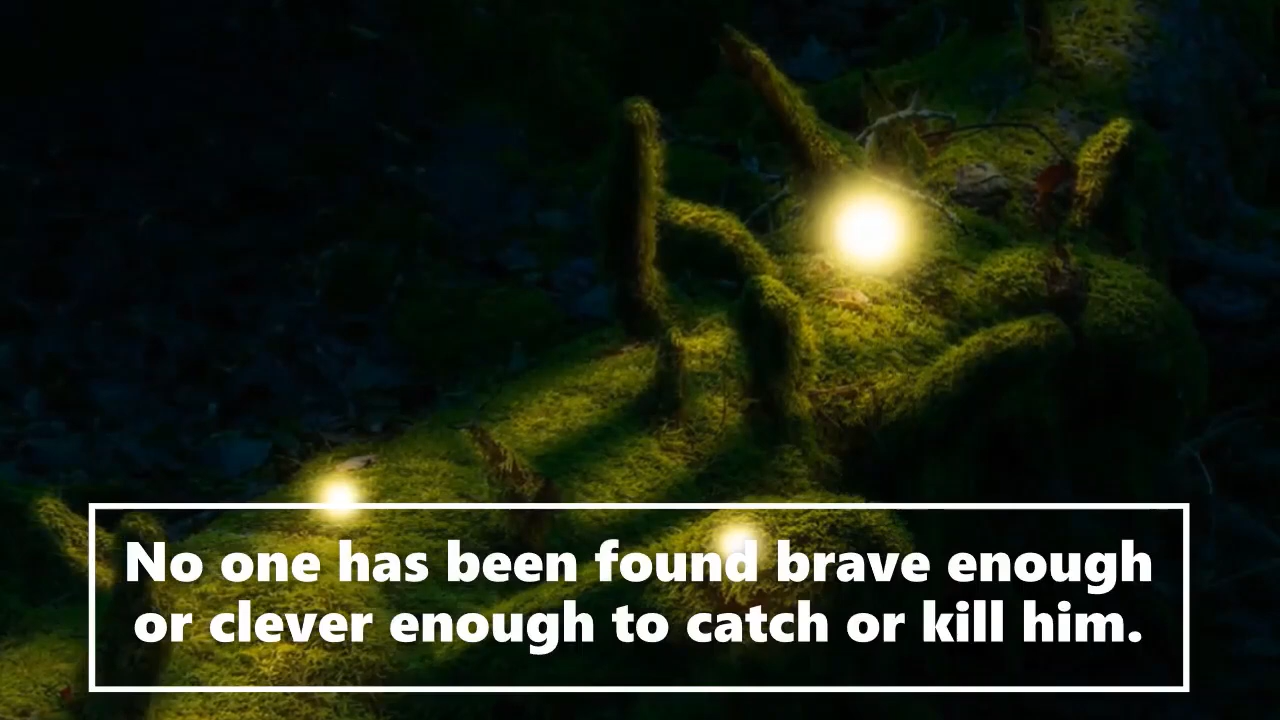 No one has been found brave enough
or clever enough to catch or kill him.